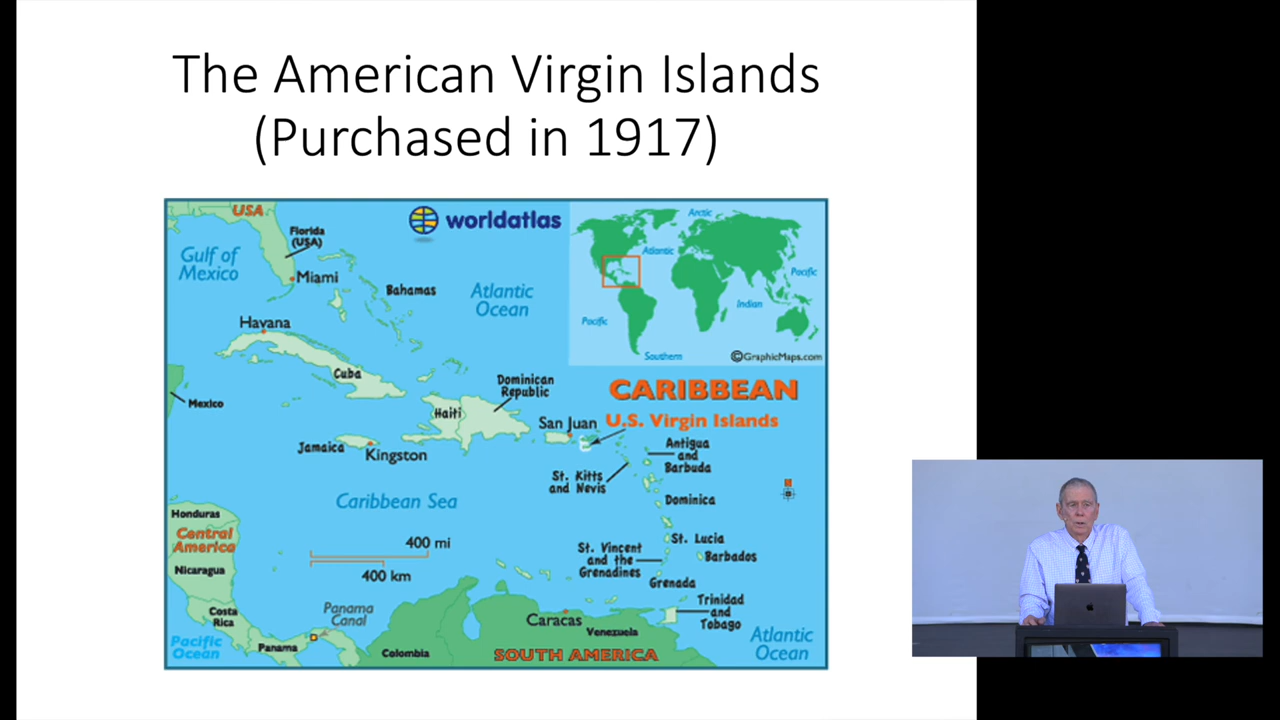 The American Virgin Islands
(Purchased in 1917)
USA
worldatlas
Arctic
Florida
(USA)
Atlantic
Gulf of
Mexico
Miami
Pacific
Bahamas
Atlantic
Ocean
Indian
Pacific
Havana
Southern
©GraphicMaps.com
Cuba
Dominican
Republic
CARIBBEAN
Mexico
Haiti
San Juan
U.S. Virgin Islands
Jamaica
Kingston
Antigua
and
Barbuda
St. Kitts
and Nevis
Caribbean Sea
Dominica
Honduras
Central
America
400 mi
St. Lucia
St. Vincent
and the
Grenadines
Barbados
Nicaragua
400 km
Grenada
Costa
Rica
Panama
Canal
Caracas
Trinidad
and
Tobago
Venezuela
Pacific
Ocean
Panama
Colombia
SOUTH AMERICA
Atlantic
Ocean